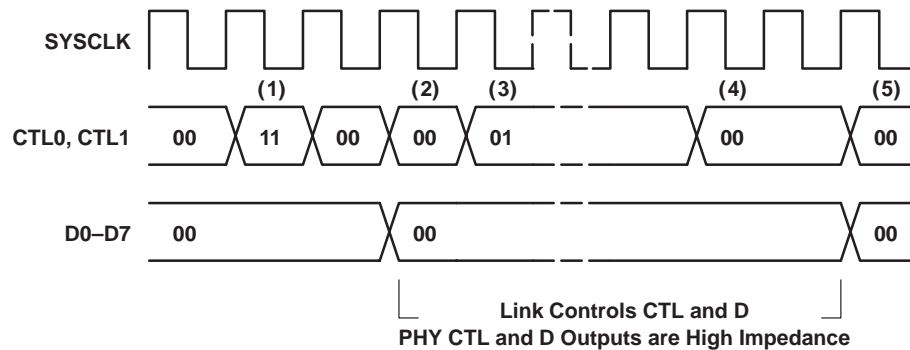 SYSCLK
(1) (2) (3) (4) (5)
CTL0, CTL1 00 11 00 00 01 00 00
D0–D7 00 00 00
Link Controls CTL and D
PHY CTL and D Outputs are High Impedance